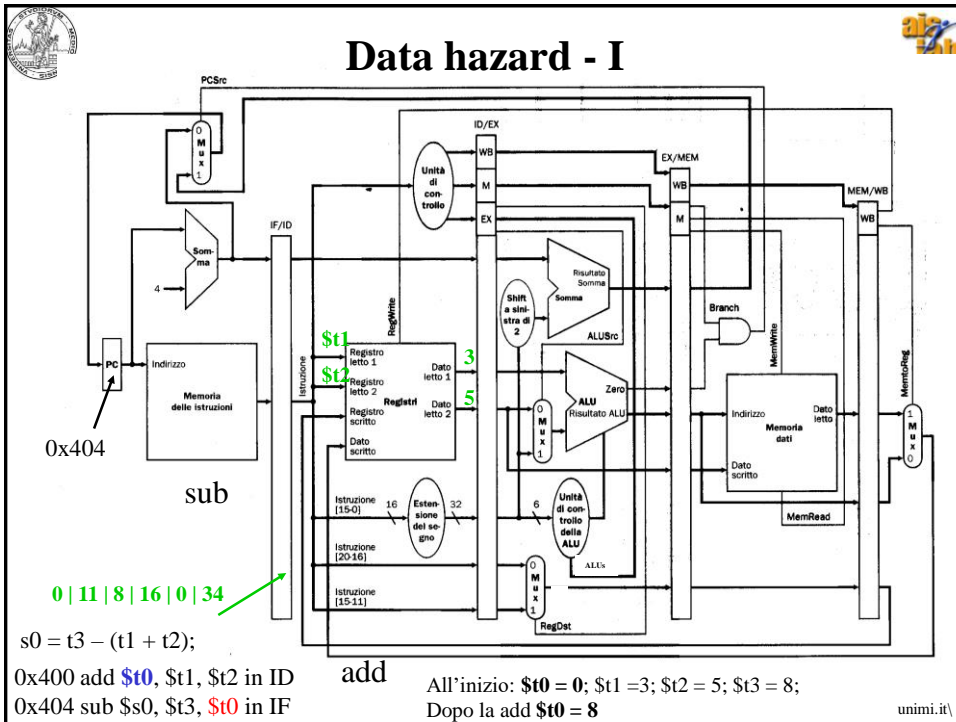 Data hazard - I
PCSrc
0
M
u
x
1
ID/EX
WB
M
EX
Unità
di con-
trollo
EX/MEM
WB
M
MEM/WB
WB
IF/ID
Som-
ma
4
RegWrite
Risultato
Somma
Somma
Shift
a sini-
stra di
2
Branch
ALUSrc
MemWrite
MemtoReg
PC
Indirizzo
Memoria
delle istruzioni
Istruzione
$t1
Registro
letto 1
$t2
Registro
letto 2
Registri
Registro
scritto
Dato
scritto
Dato
letto 1
3
Dato
letto 2
5
0
M
u
x
1
Zero
ALU
Risultato ALU
Indirizzo
Dato
letto
Memoria
dati
Dato
scritto
1
M
u
x
0
0x404
sub
Istruzione
[15-0]
16
Esten-
sione
del se-
gno
32
6
Unità
di con-
trollo
della
ALU
MemRead
ALUs
Istruzione
[20-16]
0
M
u
x
1
Istruzione
[15-11]
RegDst
0 | 11 | 8 | 16 | 0 | 34
s0 = t3 – (t1 + t2);
0x400 add $t0, $t1, $t2 in ID
0x404 sub $s0, $t3, $t0 in IF
add
All'inizio: $t0 = 0; $t1 =3; $t2 = 5; $t3 = 8;
Dopo la add $t0 = 8
unimi.it\